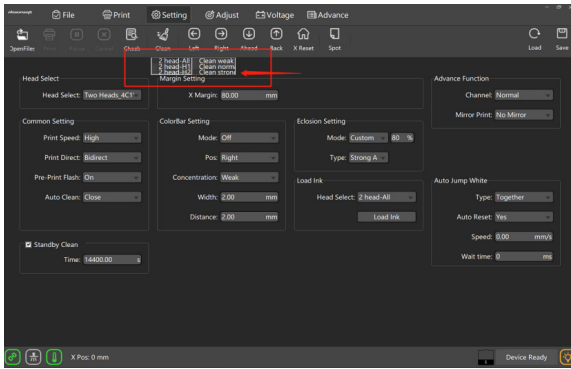 File Print Setting Adjust Voltage Advance
OpenFiler Print Pause Cancel Check Clean Left Right Ahead Back X Reset Spot Load Save
2 head-All Clean weak
2 head-H1 Clean norm
2 head-H2 Clean stron
Head Select Margin Setting Advance Function
Head Select: Two Heads_4C1 X Margin: 80.00 mm Channel: Normal
Mirror Print: No Mirror
Common Setting ColorBar Setting Eclosion Setting
Print Speed: High Mode: Off Mode: Custom 80 %
Print Direct: Bidirect Pos: Right Type: Strong A
Pre-Print Flash: On Concentration: Weak Load Ink Auto Jump White
Auto Clean: Close Width: 2.00 mm Head Select: 2 head-All Type: Together
Distance: 2.00 mm Load Ink Auto Reset: Yes
Speed: 0.00 mm/s
Standby Clean
Time: 14400.00 s Wait time: 0 ms
X Pos: 0 mm Device Ready